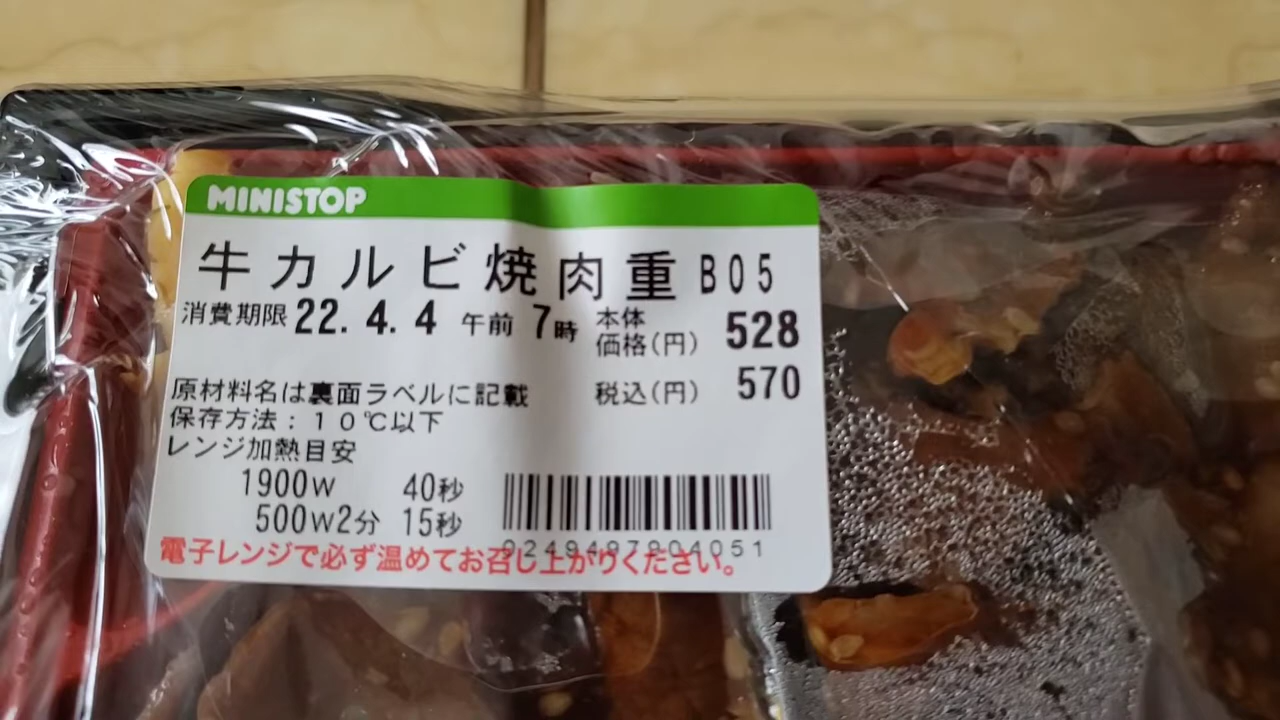 MINISTOP
牛カルビ焼肉重 B05
消費期限 22. 4. 4 午前 7時
本体価格(円) 528
税込(円) 570
原材料名は裏面ラベルに記載
保存方法：１０℃以下
レンジ加熱目安
1900W 40秒
500W2分 15秒
電子レンジで必ず温めてお召し上がりください。